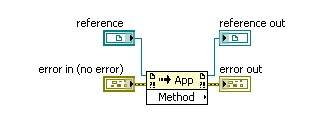 reference
reference out
error in (no error)
App
error out
Method